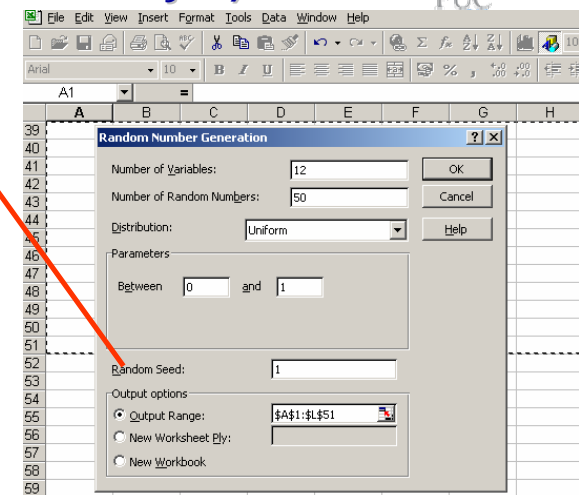 File Edit View Insert Format Tools Data Window Help
Arial 10 B I U % ,
A1 =
A B C D E F G H
39
Random Number Generation
40
41 Number of Variables: 12 OK
42
43 Number of Random Numbers: 50 Cancel
44
45 Distribution: Uniform Help
46 Parameters
47
48 Between 0 and 1
49
50
51
52 Random Seed: 1
53
54 Output options
55 Output Range: $A$1:$L$51
56 New Worksheet Ply:
57
58 New Workbook
59